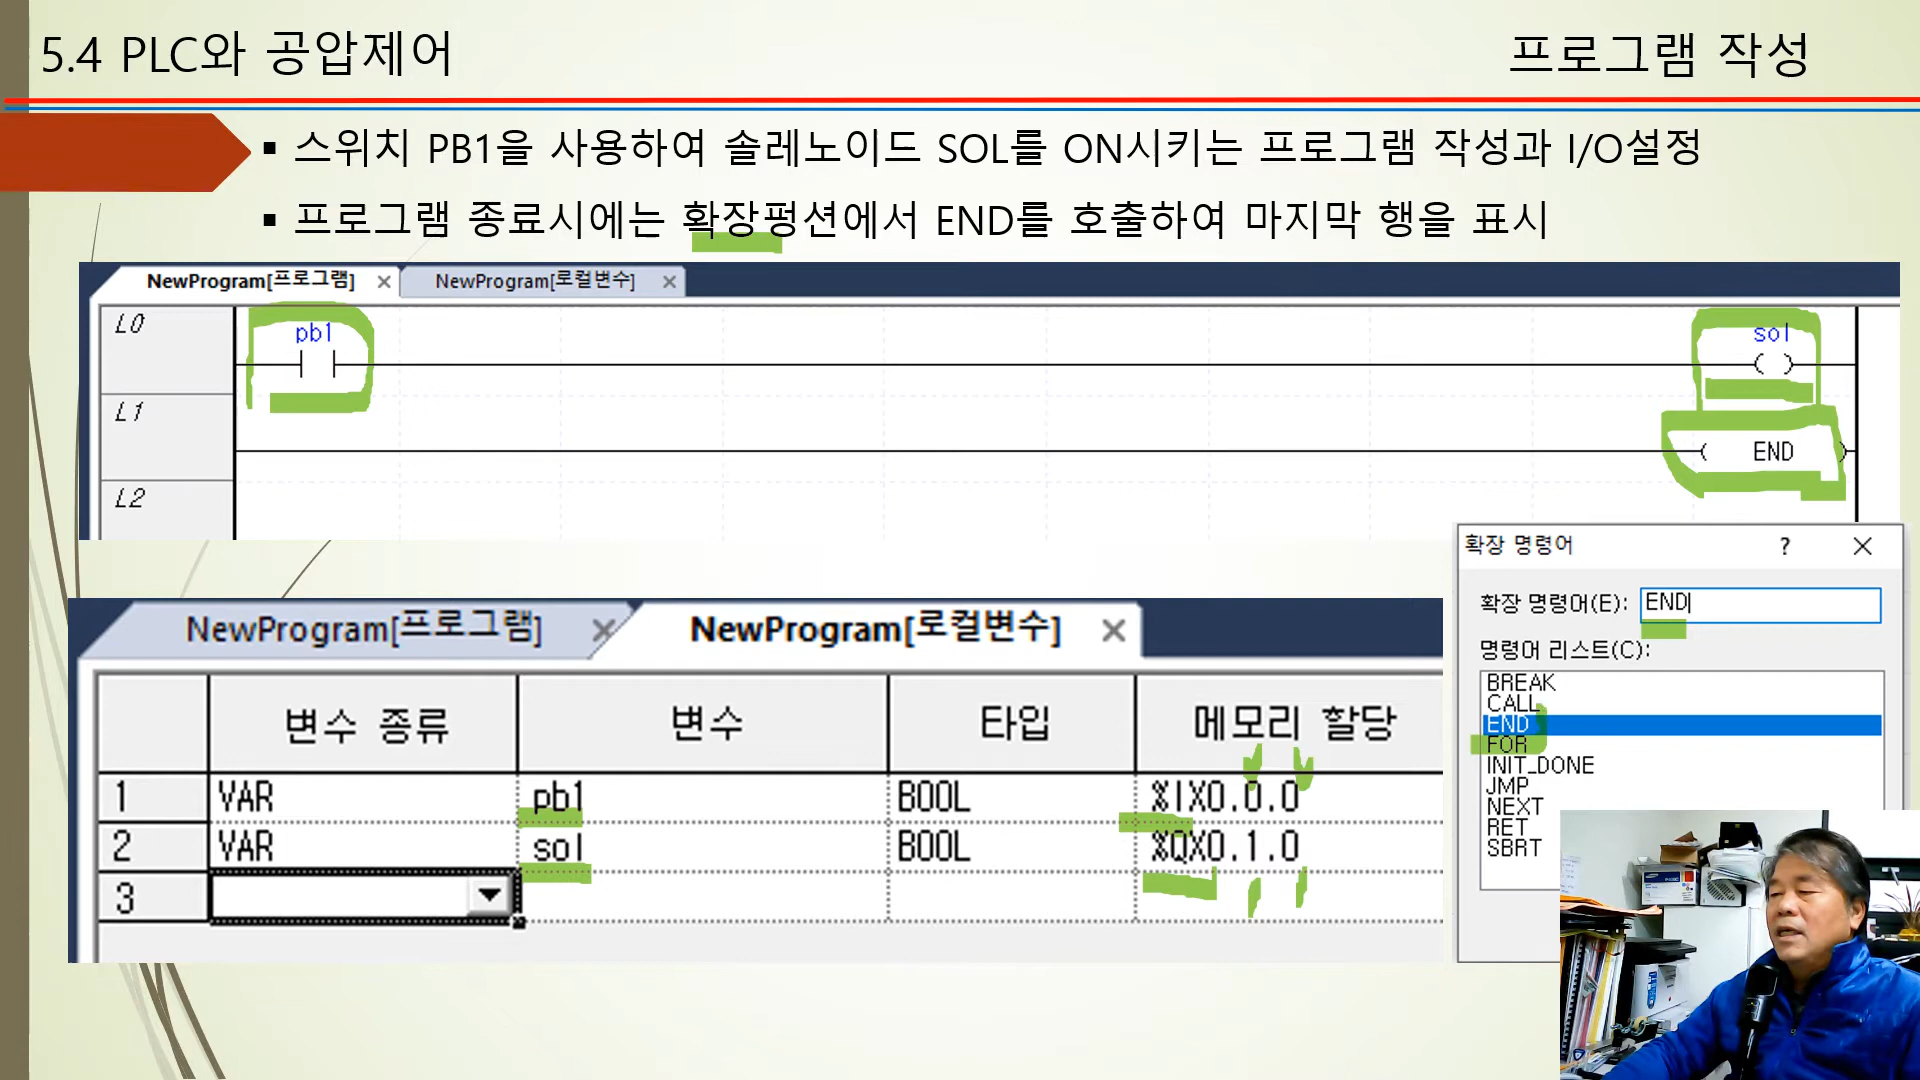 5.4 PLC와 공압제어
프로그램 작성
▪ 스위치 PB1을 사용하여 솔레노이드 SOL를 ON시키는 프로그램 작성과 I/O설정
▪ 프로그램 종료시에는 확장펑션에서 END를 호출하여 마지막 행을 표시
NewProgram[프로그램] × NewProgram[로컬변수] ×
L0
pb1
sol
L1
END
L2
확장 명령어 ? ×
확장 명령어(E): END
명령어 리스트(C):
BREAK
CALL
END
FOR
INIT_DONE
JMP
NEXT
RET
SBRT
NewProgram[프로그램] × NewProgram[로컬변수] ×
변수 종류 변수 타입 메모리 할당
1 VAR pb1 BOOL %IX0.0.0
2 VAR sol BOOL %QX0.1.0
3